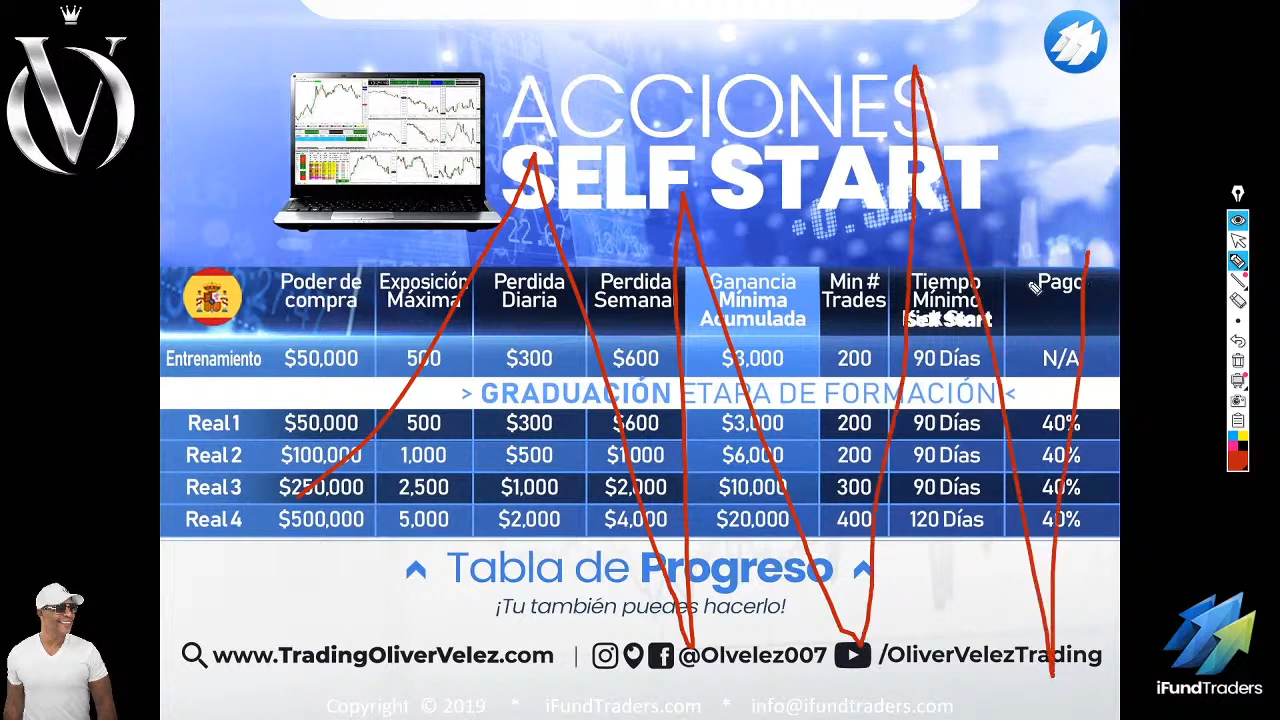 ACCIONES
SELF START
Poder de compra Exposición Máxima Perdida Diaria Perdida Semanal Ganancia Mínima Acumulada Min # Trades Tiempo Mínimo Self Start Pago
Entrenamiento $50,000 500 $300 $600 $3,000 200 90 Días N/A
> GRADUACIÓN ETAPA DE FORMACIÓN <
Real 1 $50,000 500 $300 $600 $3,000 200 90 Días 40%
Real 2 $100,000 1,000 $500 $1,000 $6,000 200 90 Días 40%
Real 3 $250,000 2,500 $1,000 $2,000 $10,000 300 90 Días 40%
Real 4 $500,000 5,000 $2,000 $4,000 $20,000 400 120 Días 40%
Tabla de Progreso
¡Tu también puedes hacerlo!
www.TradingOliverVelez.com | @Olvelez007 /OliverVelezTrading
iFundTraders
Copyright © 2019 * iFundTraders.com * info@ifundtraders.com